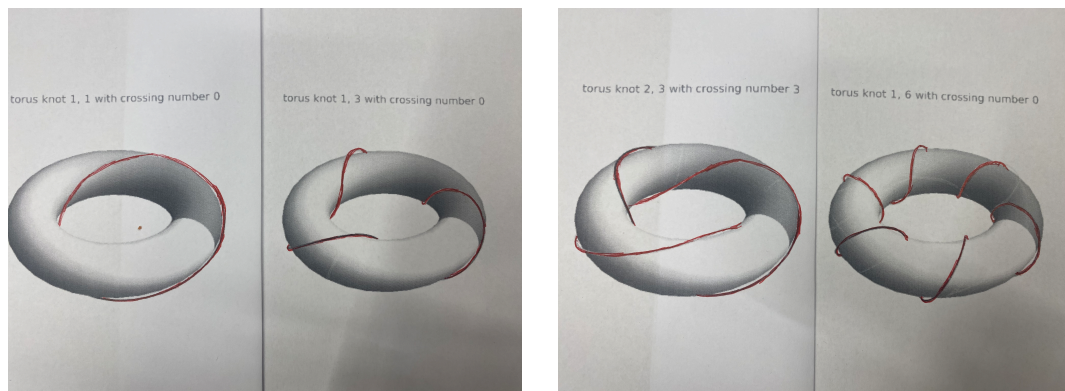 torus knot 1, 1 with crossing number 0
torus knot 1, 3 with crossing number 0
torus knot 2, 3 with crossing number 3
torus knot 1, 6 with crossing number 0